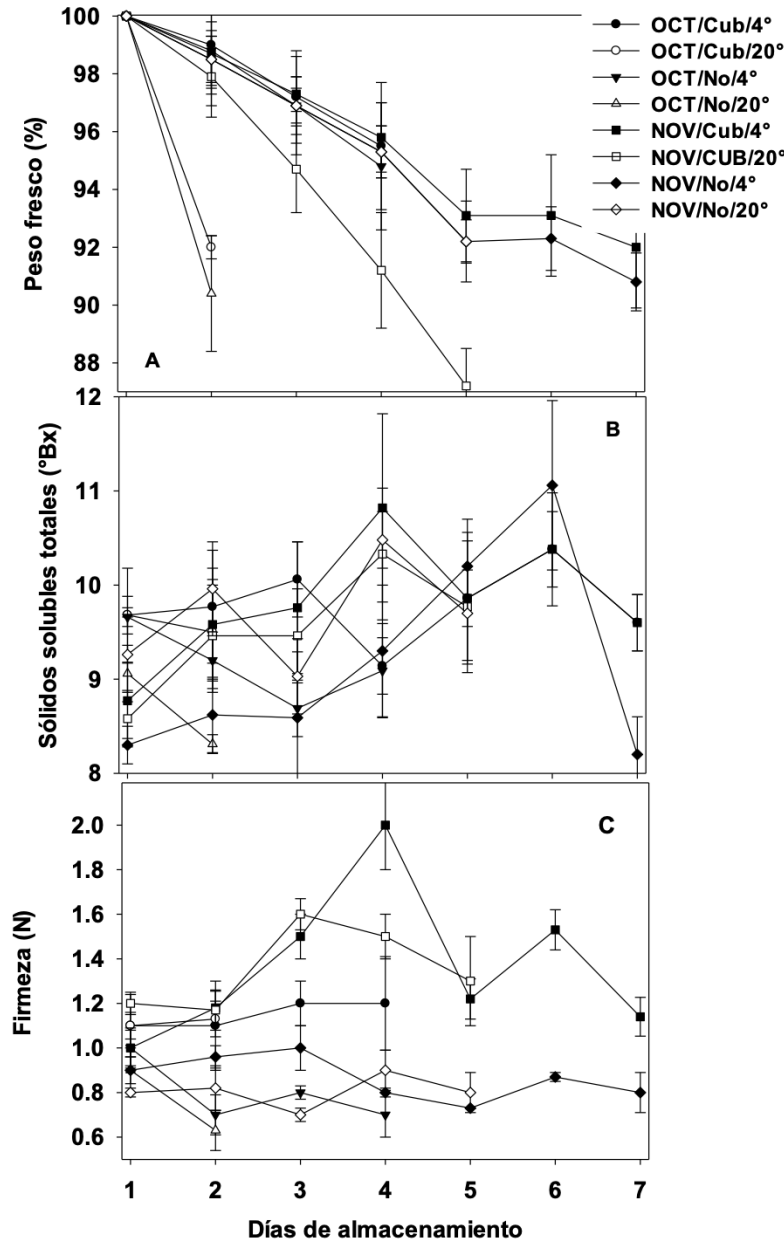 OCT/Cub/4°
OCT/Cub/20°
OCT/No/4°
OCT/No/20°
NOV/Cub/4°
NOV/CUB/20°
NOV/No/4°
NOV/No/20°
Peso fresco (%)
100
98
96
94
92
90
88
A
Sólidos solubles totales (°Bx)
12
11
10
9
8
B
Firmeza (N)
2.0
1.8
1.6
1.4
1.2
1.0
0.8
0.6
C
1 2 3 4 5 6 7
Días de almacenamiento